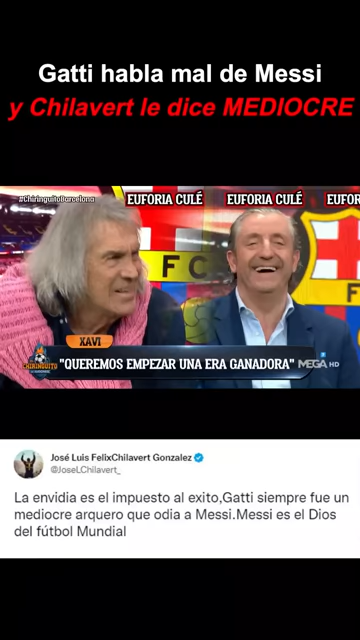 Gatti habla mal de Messi
y Chilavert le dice MEDIOCRE
#ChiringuitoBarcelona
EUFORIA CULÉ
EUFORIA CULÉ
EUFOR
F C
F
XAVI
"QUEREMOS EMPEZAR UNA ERA GANADORA"
MEGA HD
CHIRINGUITO
José Luis FelixChilavert Gonzalez
@JoseLChilavert_
La envidia es el impuesto al exito,Gatti siempre fue un
mediocre arquero que odia a Messi.Messi es el Dios
del fútbol Mundial